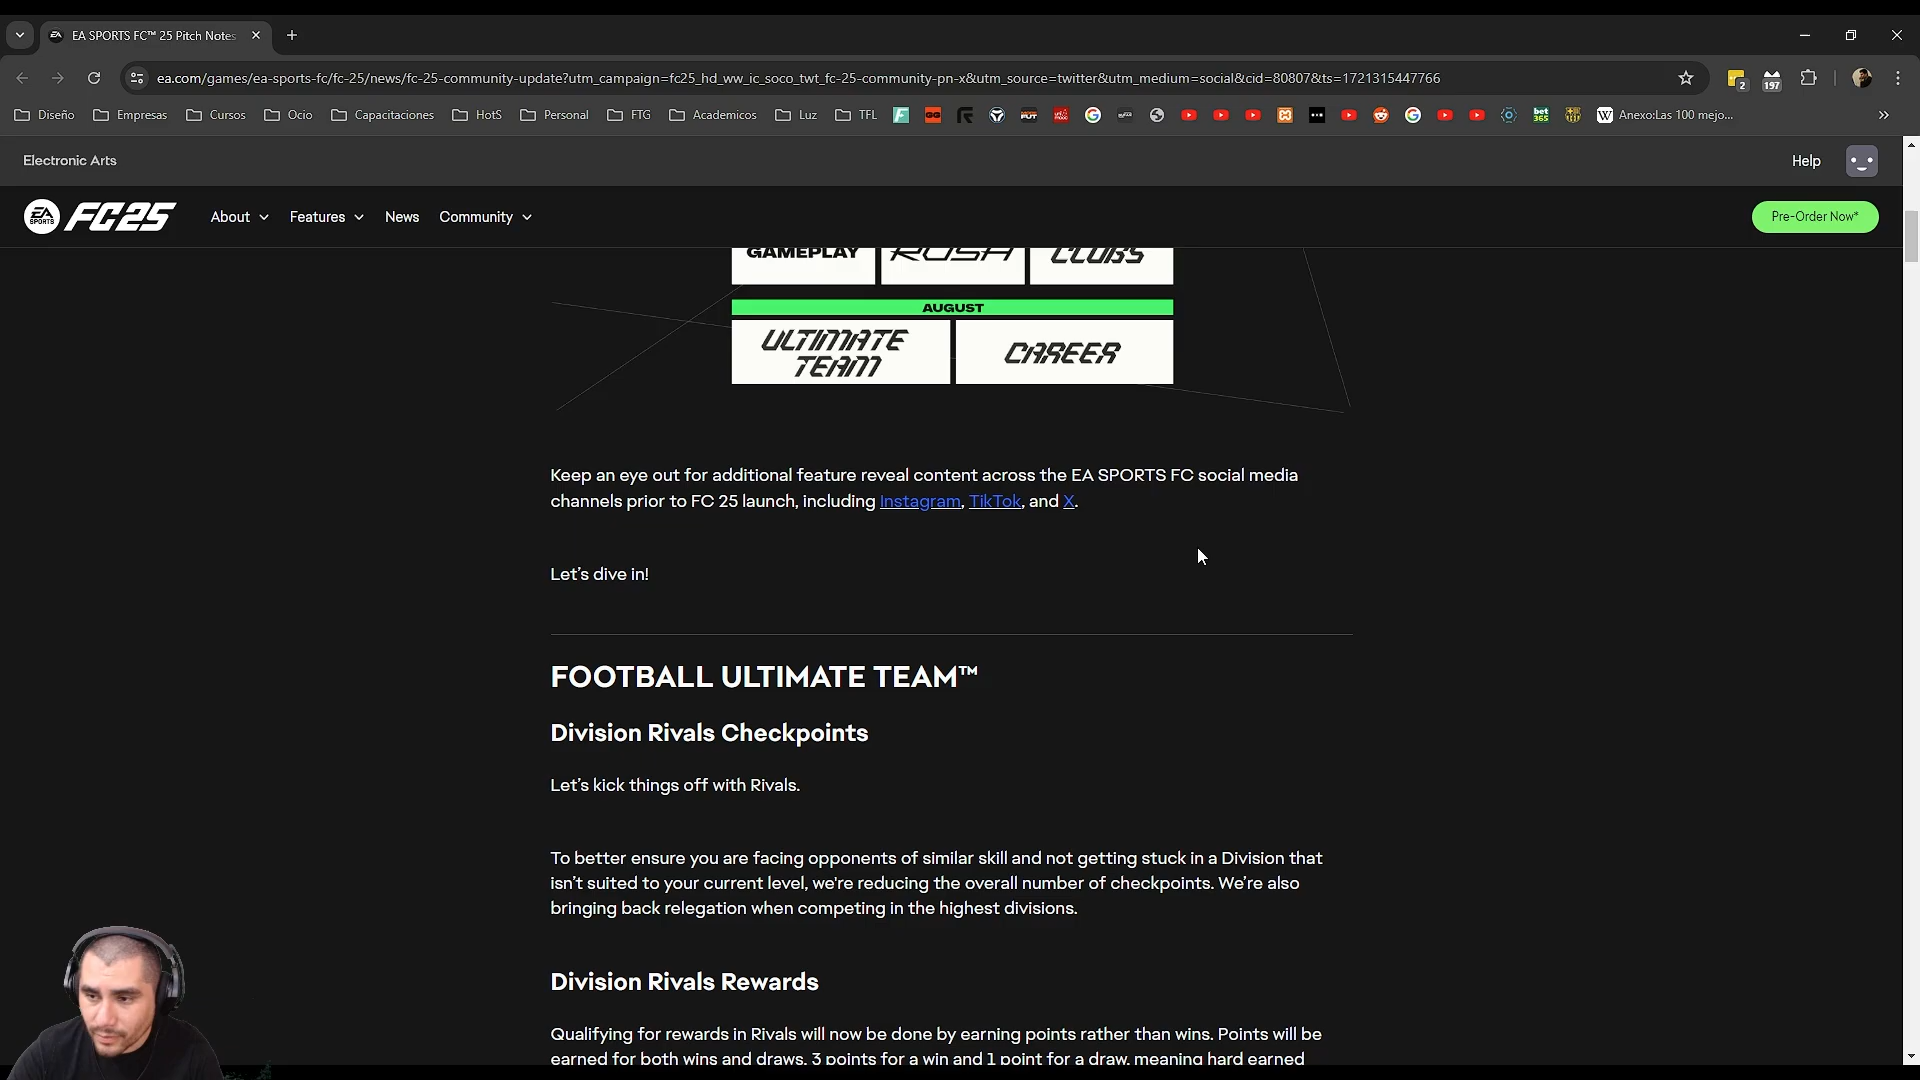 EA SPORTS FC™ 25 Pitch Notes
ea.com/games/ea-sports-fc/fc-25/news/fc-25-community-update?utm_campaign=fc25_hd_ww_ic_soco_twt_fc-25-community-pn-x&utm_source=twitter&utm_medium=social&cid=80807&ts=1721315447766
2
197
Diseño Empresas Cursos Ocio Capacitaciones HotS Personal FTG Academicos Luz TFL Anexo:Las 100 mejo...
Electronic Arts
Help
EA SPORTS FC25
About Features News Community
Pre-Order Now*
GAMEPLAY RUSH CLUBS
AUGUST
ULTIMATE TEAM
CAREER
Keep an eye out for additional feature reveal content across the EA SPORTS FC social media
channels prior to FC 25 launch, including Instagram, TikTok, and X.
Let's dive in!
FOOTBALL ULTIMATE TEAM™
Division Rivals Checkpoints
Let's kick things off with Rivals.
To better ensure you are facing opponents of similar skill and not getting stuck in a Division that
isn't suited to your current level, we're reducing the overall number of checkpoints. We're also
bringing back relegation when competing in the highest divisions.
Division Rivals Rewards
Qualifying for rewards in Rivals will now be done by earning points rather than wins. Points will be
earned for both wins and draws, 3 points for a win and 1 point for a draw, meaning hard earned